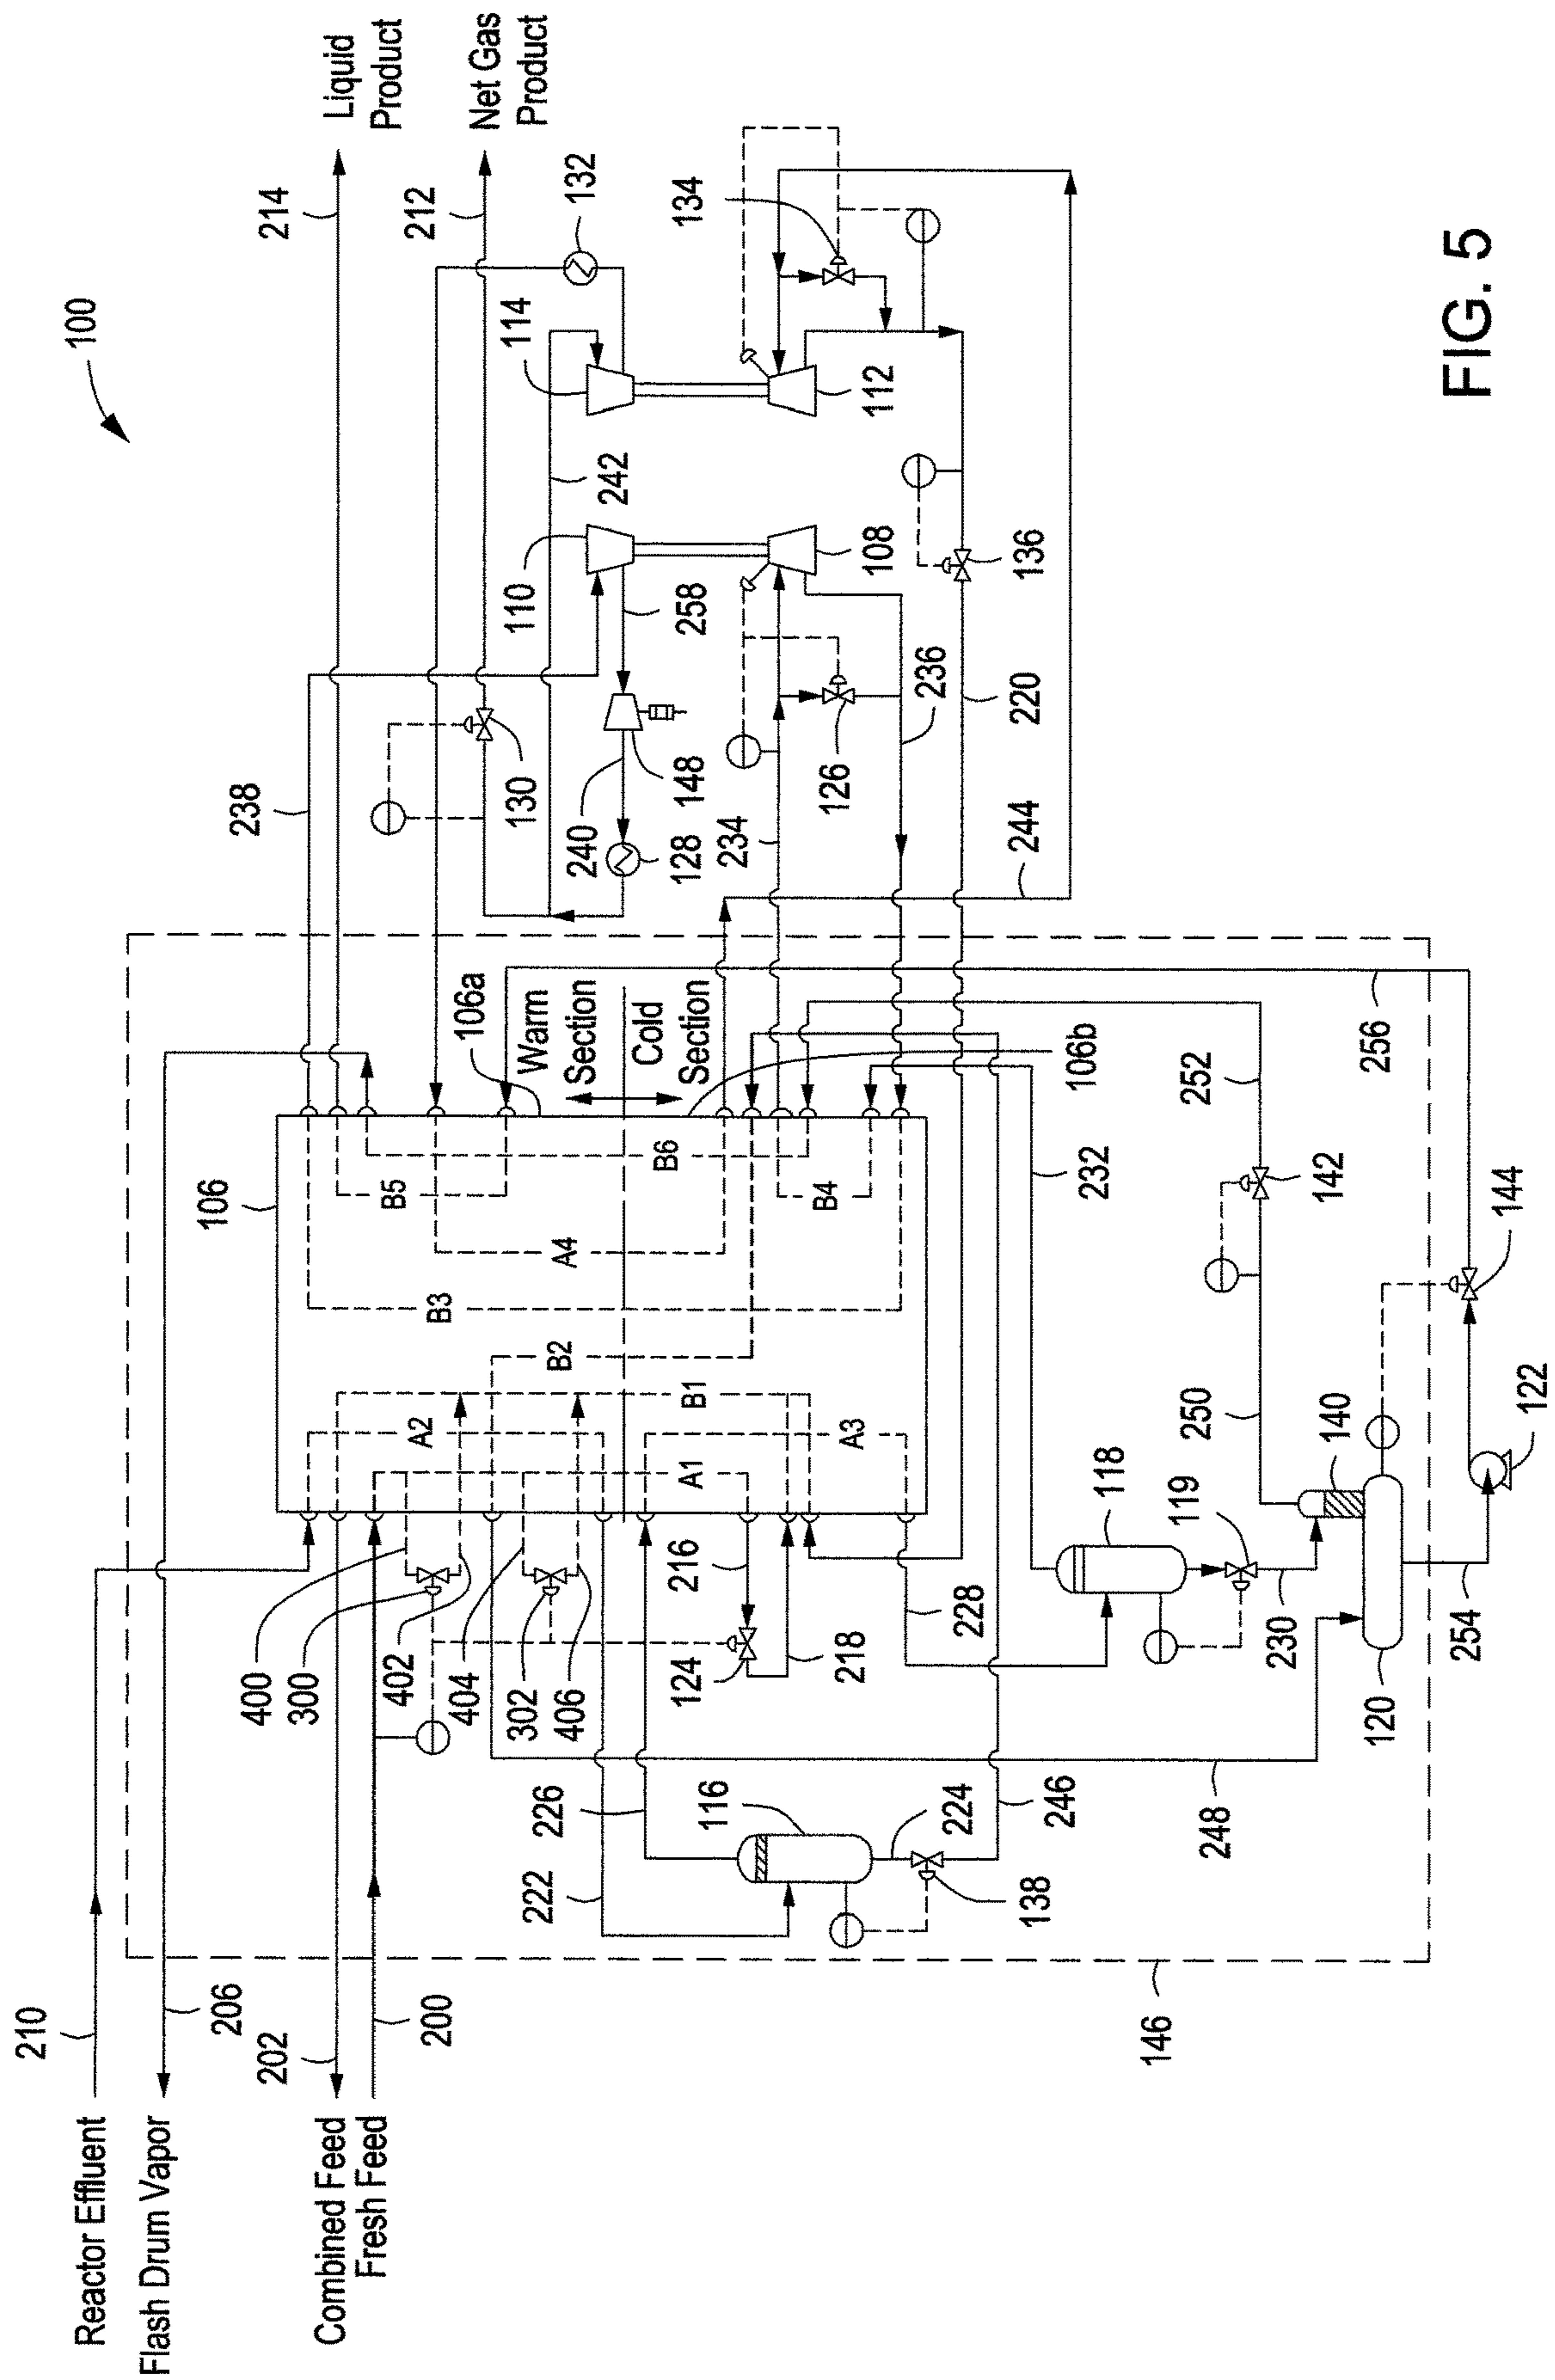 100
Liquid
Product
214
Net Gas
Product
212
132
134
114
112
242
110
108
136
258
238
130
148
126
236
220
240
128
234
244
106a
Warm
Section
Cold
Section
106b
256
252
232
106
B6
B5
B4
142
A4
B3
144
B2
B1
250
A2
140
A3
A1
118
122
119
216
228
400
300
402
404
302
406
124
218
230
254
120
226
116
222
224
246
248
138
210
206
202
200
146
Reactor Effluent
Flash Drum Vapor
Combined Feed
Fresh Feed
FIG. 5